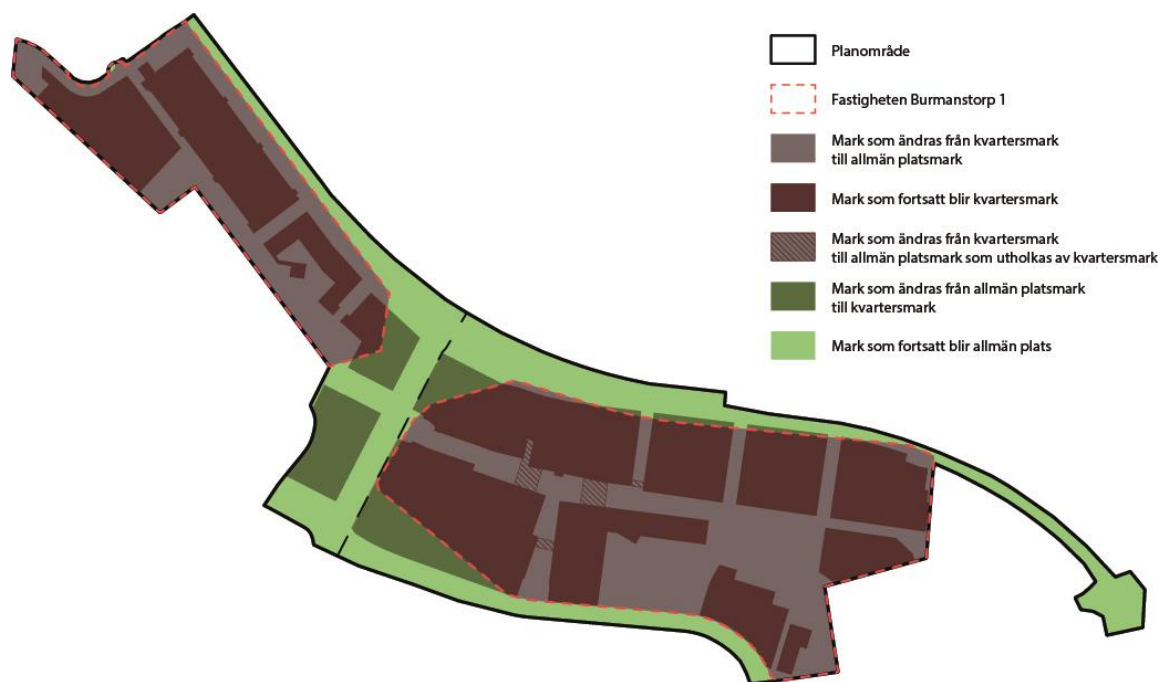 Planområde
Fastigheten Burmanstorp 1
Mark som ändras från kvartersmark
till allmän platsmark
Mark som fortsatt blir kvartersmark
Mark som ändras från kvartersmark
till allmän platsmark som utholkas av kvartersmark
Mark som ändras från allmän platsmark
till kvartersmark
Mark som fortsatt blir allmän plats